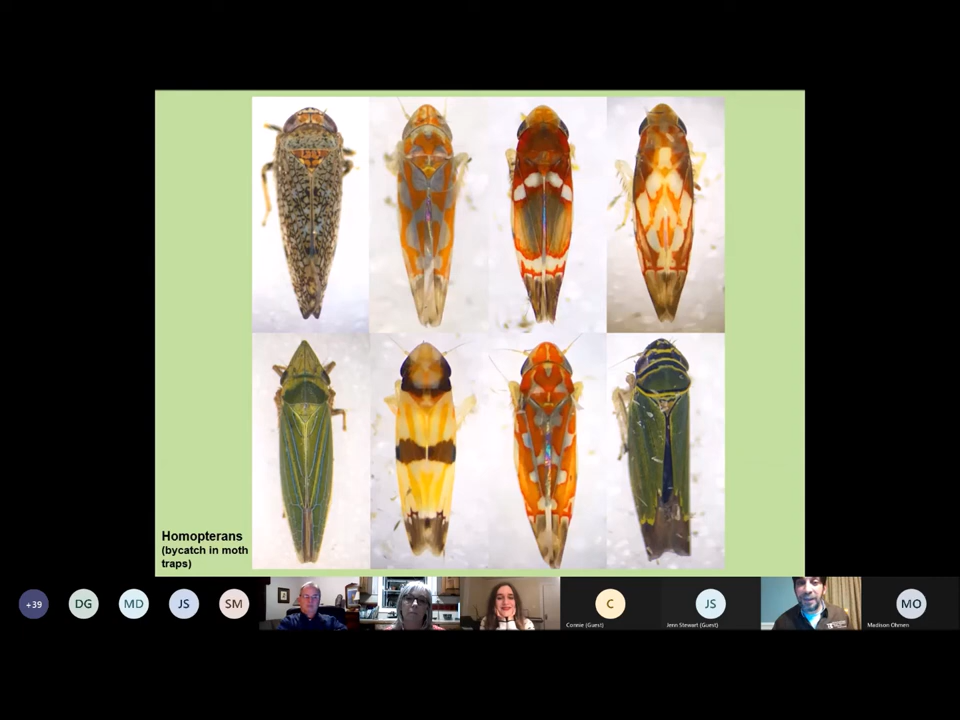 Homopterans
(bycatch in moth
traps)
+39
DG
MD
JS
SM
C
JS
MO
Connie (Guest)
Jenn Stewart (Guest)
Madison Ohmen